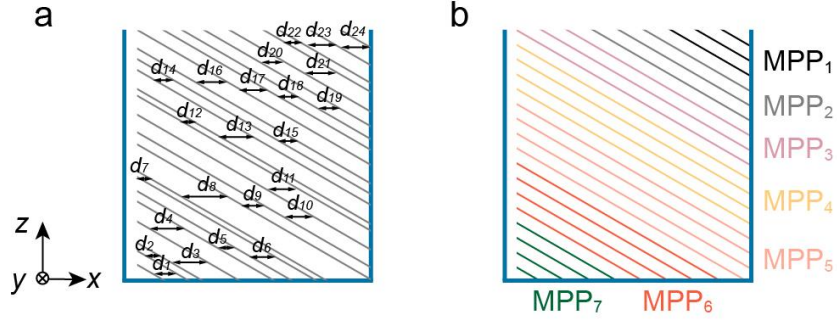 a
b
d22 d23 d24
d20
d21
d14 d16 d17 d18
d19
d12 d13 d15
d7
d8 d11
d9 d10
d4
d2 d5 d6
d1 d3
z
y x
MPP1
MPP2
MPP3
MPP4
MPP5
MPP7 MPP6